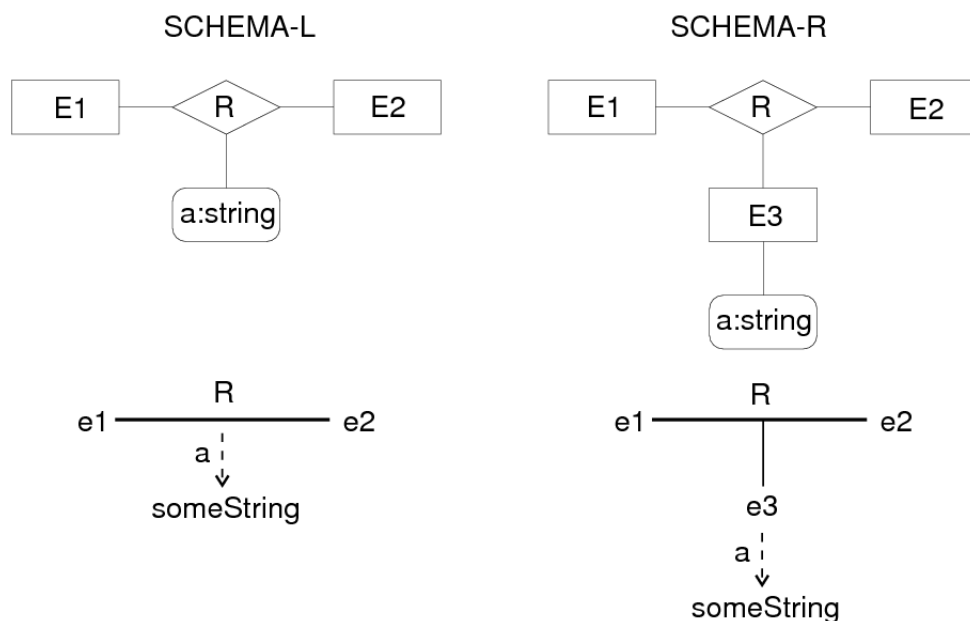 SCHEMA-L
E1 R E2
a:string
R
e1 e2
a
someString
SCHEMA-R
E1 R E2
E3
a:string
R
e1 e2
e3
a
someString